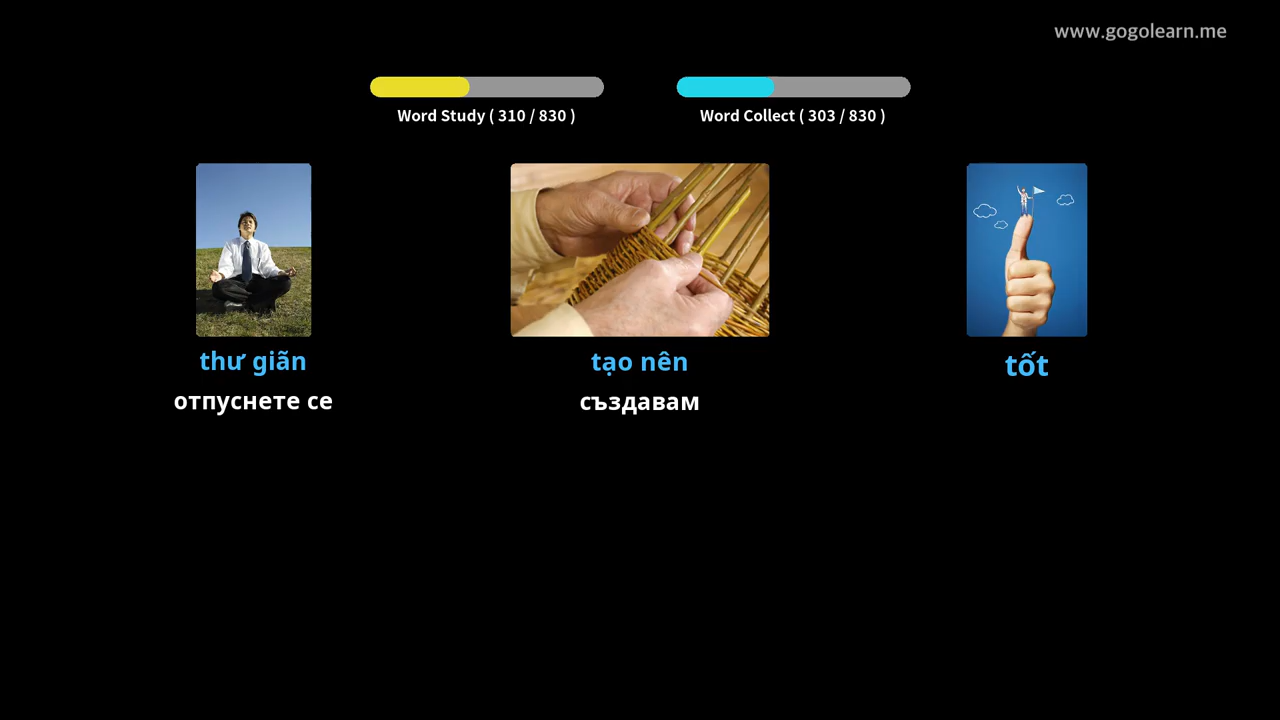 www.gogolearn.me
Word Study ( 310 / 830 )
Word Collect ( 303 / 830 )
thư giãn
отпуснете се
tạo nên
създавам
tốt